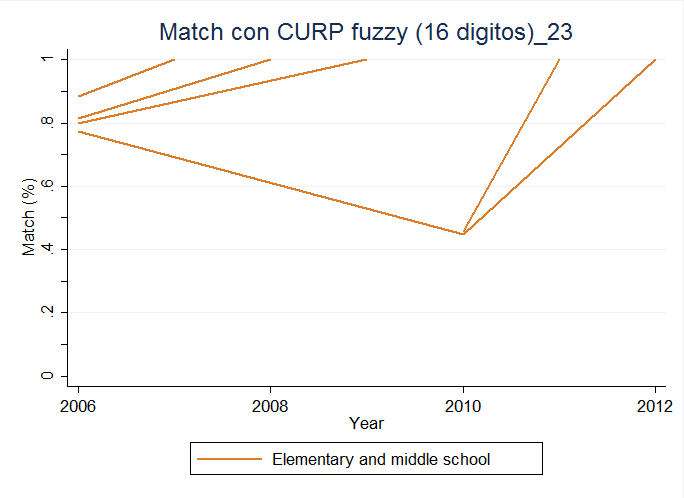 Match con CURP fuzzy (16 digitos)_23
Match (%)
1
.8
.6
.4
.2
0
2006
2008
2010
2012
Year
Elementary and middle school